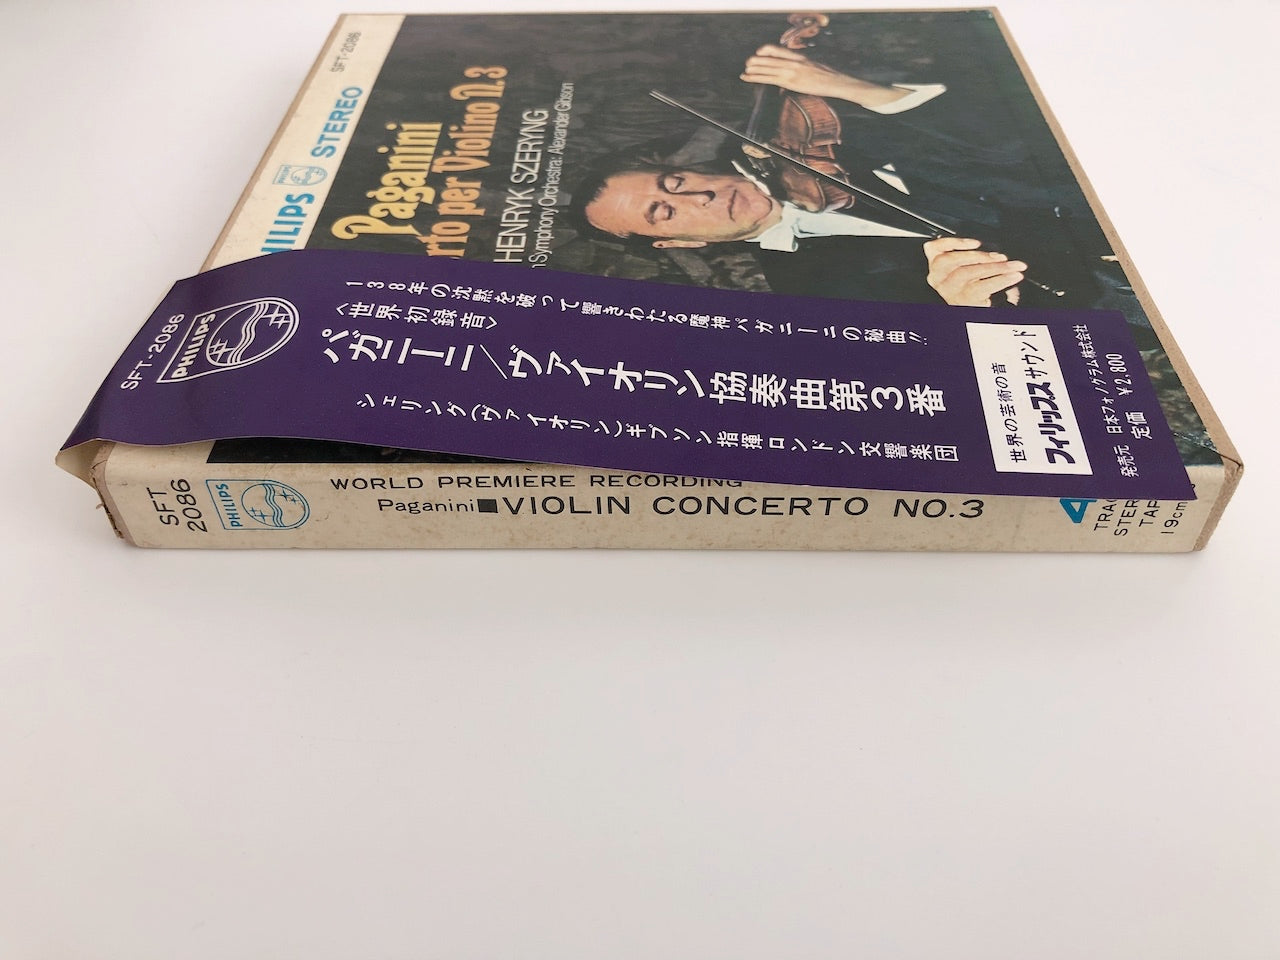 SFT-2086
STEREO
PHILIPS
Paganini
per Violino N.3
HENRYK SZERYNG
Symphony Orchestra: Alexander Gibson
SFT-2086
PHILIPS
138年の沈黙を破って響きわたる魔神パガニーニの秘曲!!
〈世界初録音〉
パガニーニ/ヴァイオリン協奏曲第3番
シェリング(ヴァイオリン)ギブソン指揮ロンドン交響楽団
世界の芸術の音
フィリップスサウンド
発売元 日本フォノグラム株式会社
定価 ¥2,800
SFT
2086
PHILIPS
WORLD PREMIERE RECORDING
Paganini■VIOLIN CONCERTO NO.3
4
19cm